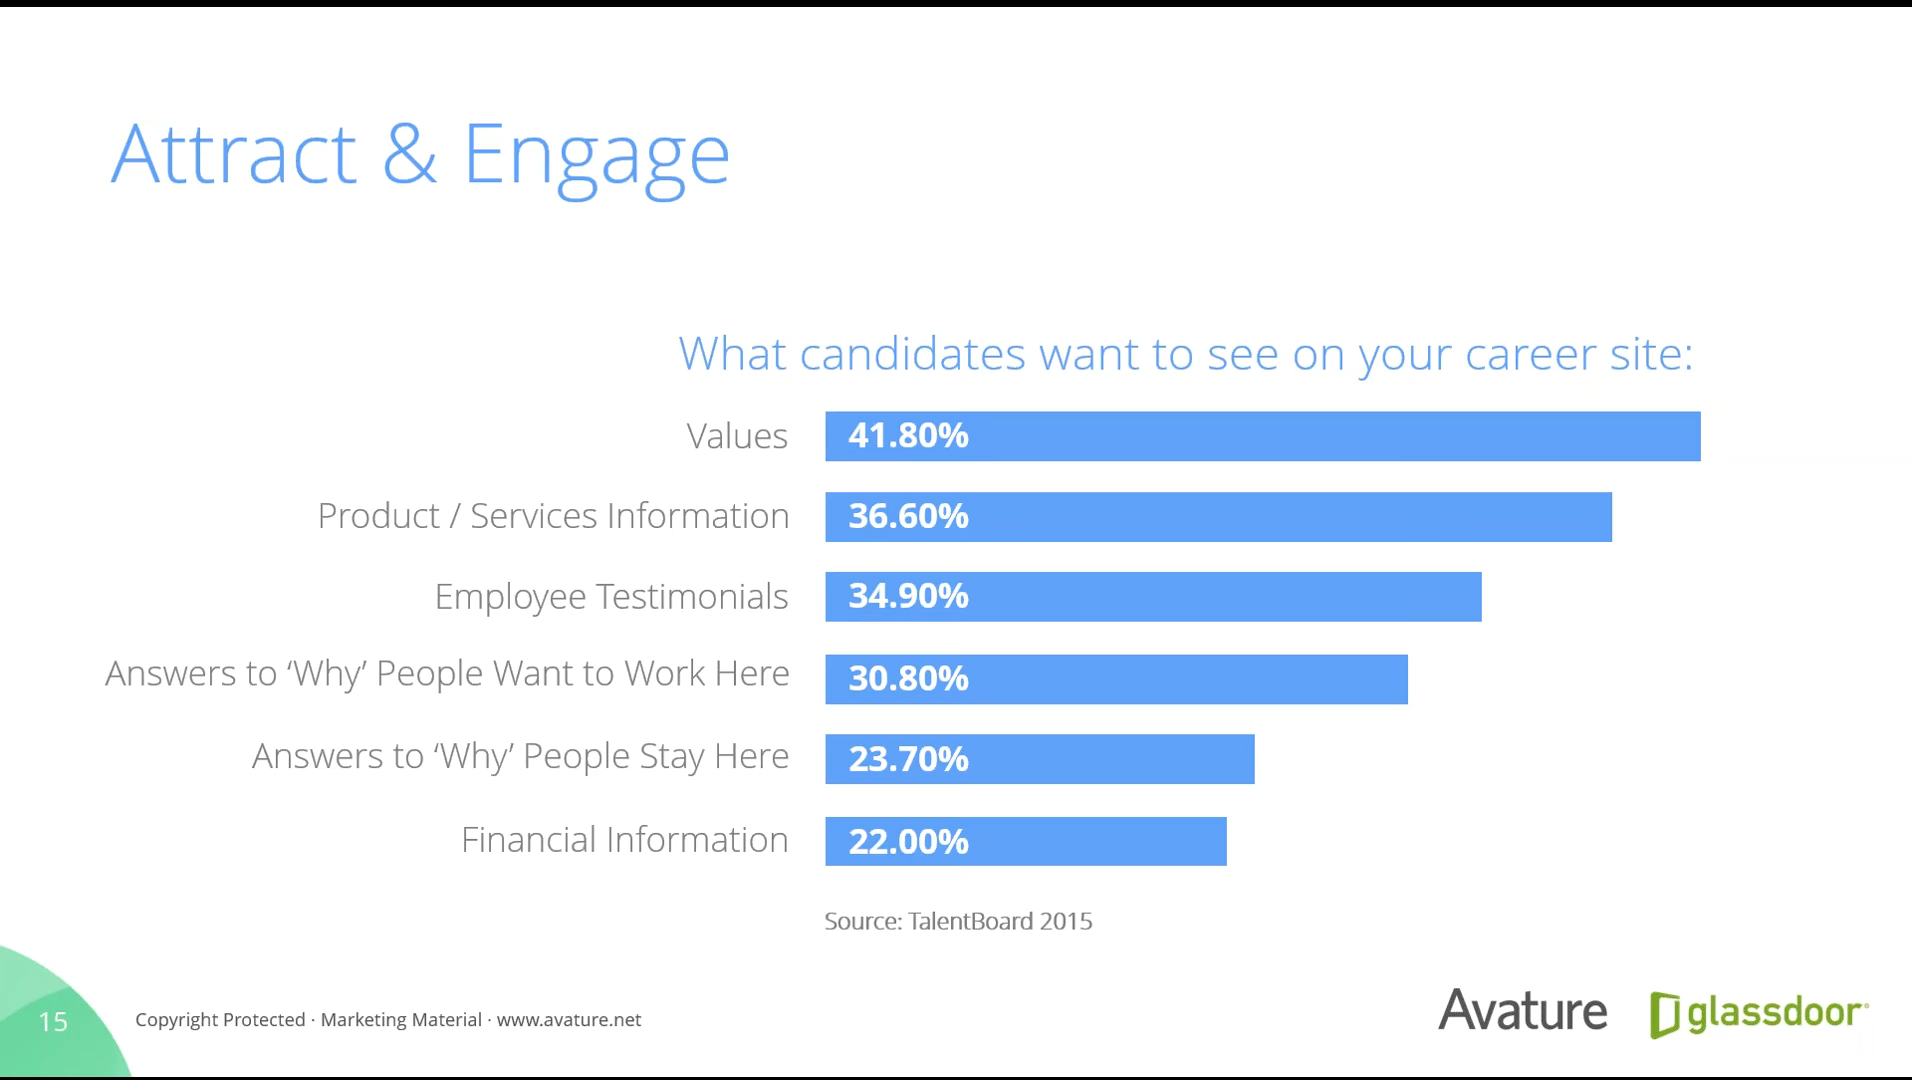 Attract & Engage
What candidates want to see on your career site:
Values 41.80%
Product / Services Information 36.60%
Employee Testimonials 34.90%
Answers to ‘Why’ People Want to Work Here 30.80%
Answers to ‘Why’ People Stay Here 23.70%
Financial Information 22.00%
Source: TalentBoard 2015
15 Copyright Protected · Marketing Material · www.avature.net Avature glassdoor